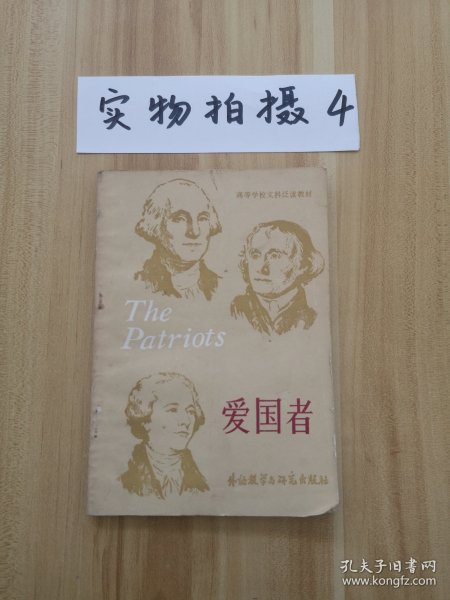 实物拍摄4
高等学校文科泛读教材
The
Patriots
爱国者
外语教学与研究出版社
孔夫子旧书网
www.kongfz.com